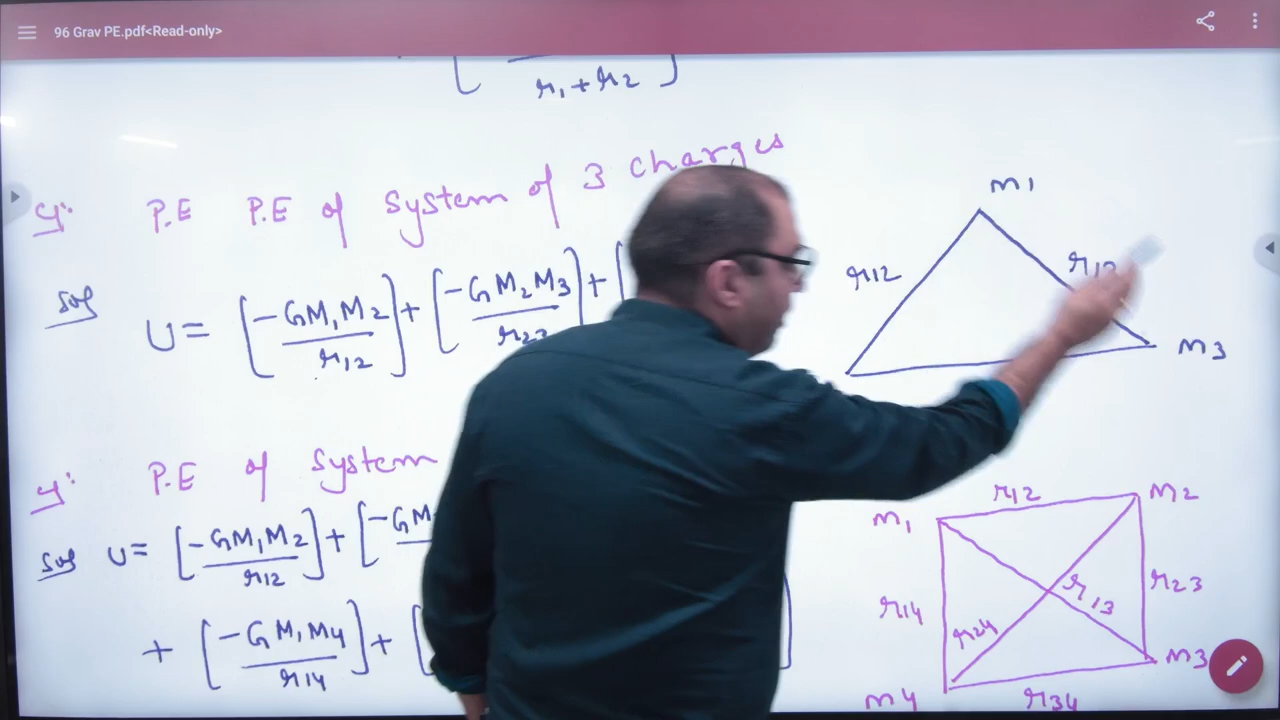 96 Grav PE.pdf<Read-only>
r₁+r₂
P.E P.E of System of 3 charges
Sol U= [-GM₁M₂/r₁₂] + [-GM₂M₃/r₂₃] + [
m₁
r₁₂
m₃
P.E of System
Sol U= [-GM₁M₂/r₁₂] + [-GM
+ [-GM₁M₄/r₁₄] + [
r₁₂
m₁
m₂
r₁₄
r₂₄
r₁₃
r₂₃
m₄
r₃₄
m₃